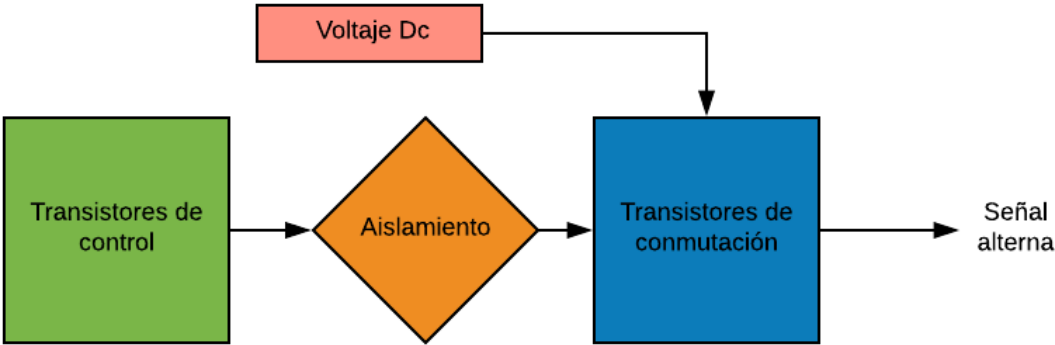 Voltaje Dc
Transistores de
control
Aislamiento
Transistores de
conmutación
Señal
alterna